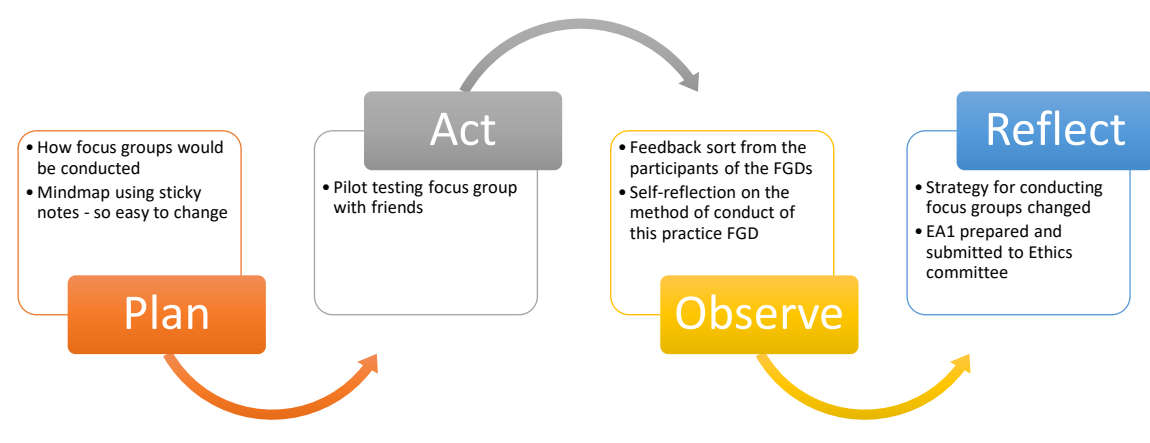 • How focus groups would
be conducted
• Mindmap using sticky
notes - so easy to change
Plan
Act
• Pilot testing focus group
with friends
• Feedback sort from the
participants of the FGDs
• Self-reflection on the
method of conduct of
this practice FGD
Observe
Reflect
• Strategy for conducting
focus groups changed
• EA1 prepared and
submitted to Ethics
committee